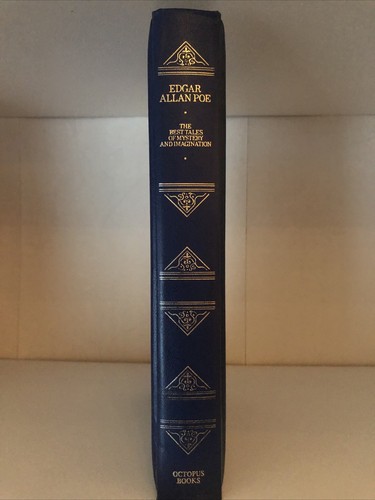 EDGAR
ALLAN POE
THE
BEST TALES
OF MYSTERY
AND IMAGINATION
OCTOPUS
BOOKS